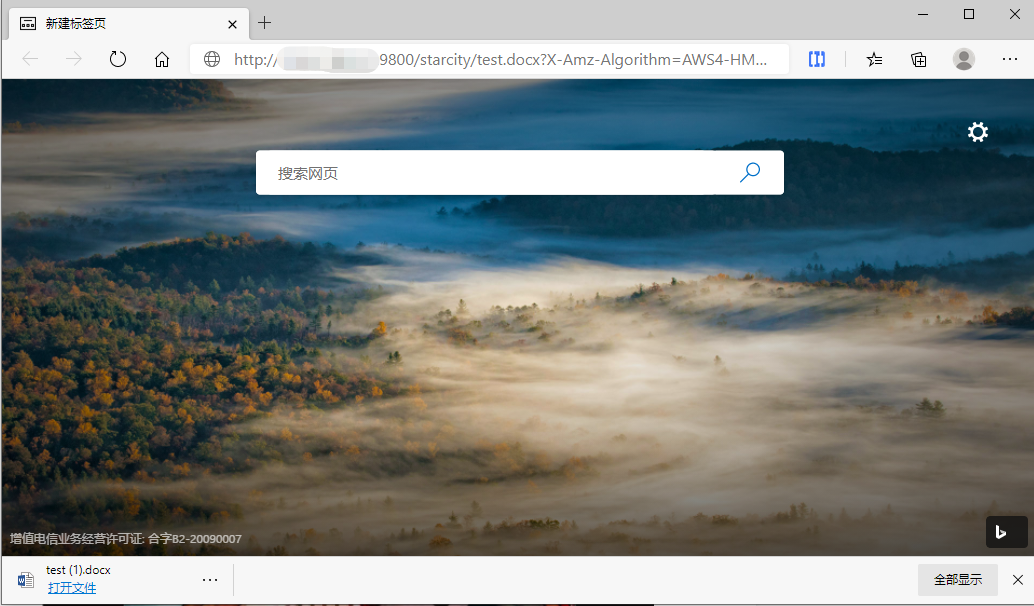 新建标签页
http://
9800/starcity/test.docx?X-Amz-Algorithm=AWS4-HM...
搜索网页
增值电信业务经营许可证: 合字B2-20090007
test (1).docx
打开文件
全部显示